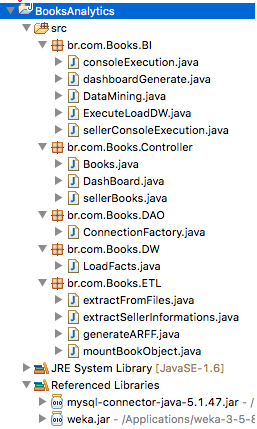 BooksAnalytics
src
br.com.Books.BI
consoleExecution.java
dashboardGenerate.java
DataMining.java
ExecuteLoadDW.java
sellerConsoleExecution.java
br.com.Books.Controller
Books.java
DashBoard.java
sellerBooks.java
br.com.Books.DAO
ConnectionFactory.java
br.com.Books.DW
LoadFacts.java
br.com.Books.ETL
extractFromFiles.java
extractSellerInformations.java
generateARFF.java
mountBookObject.java
JRE System Library [JavaSE-1.6]
Referenced Libraries
mysql-connector-java-5.1.47.jar - /
weka.jar - /Applications/weka-3-5-8